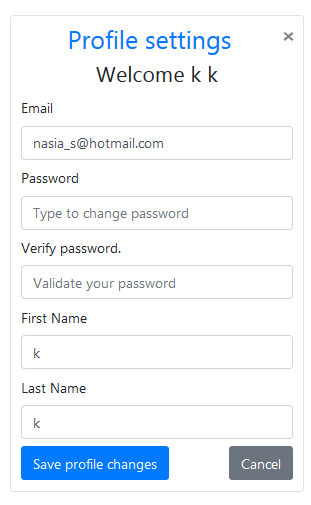 Profile settings
×
Welcome k k
Email
nasia_s@hotmail.com
Password
Type to change password
Verify password.
Validate your password
First Name
k
Last Name
k
Save profile changes
Cancel